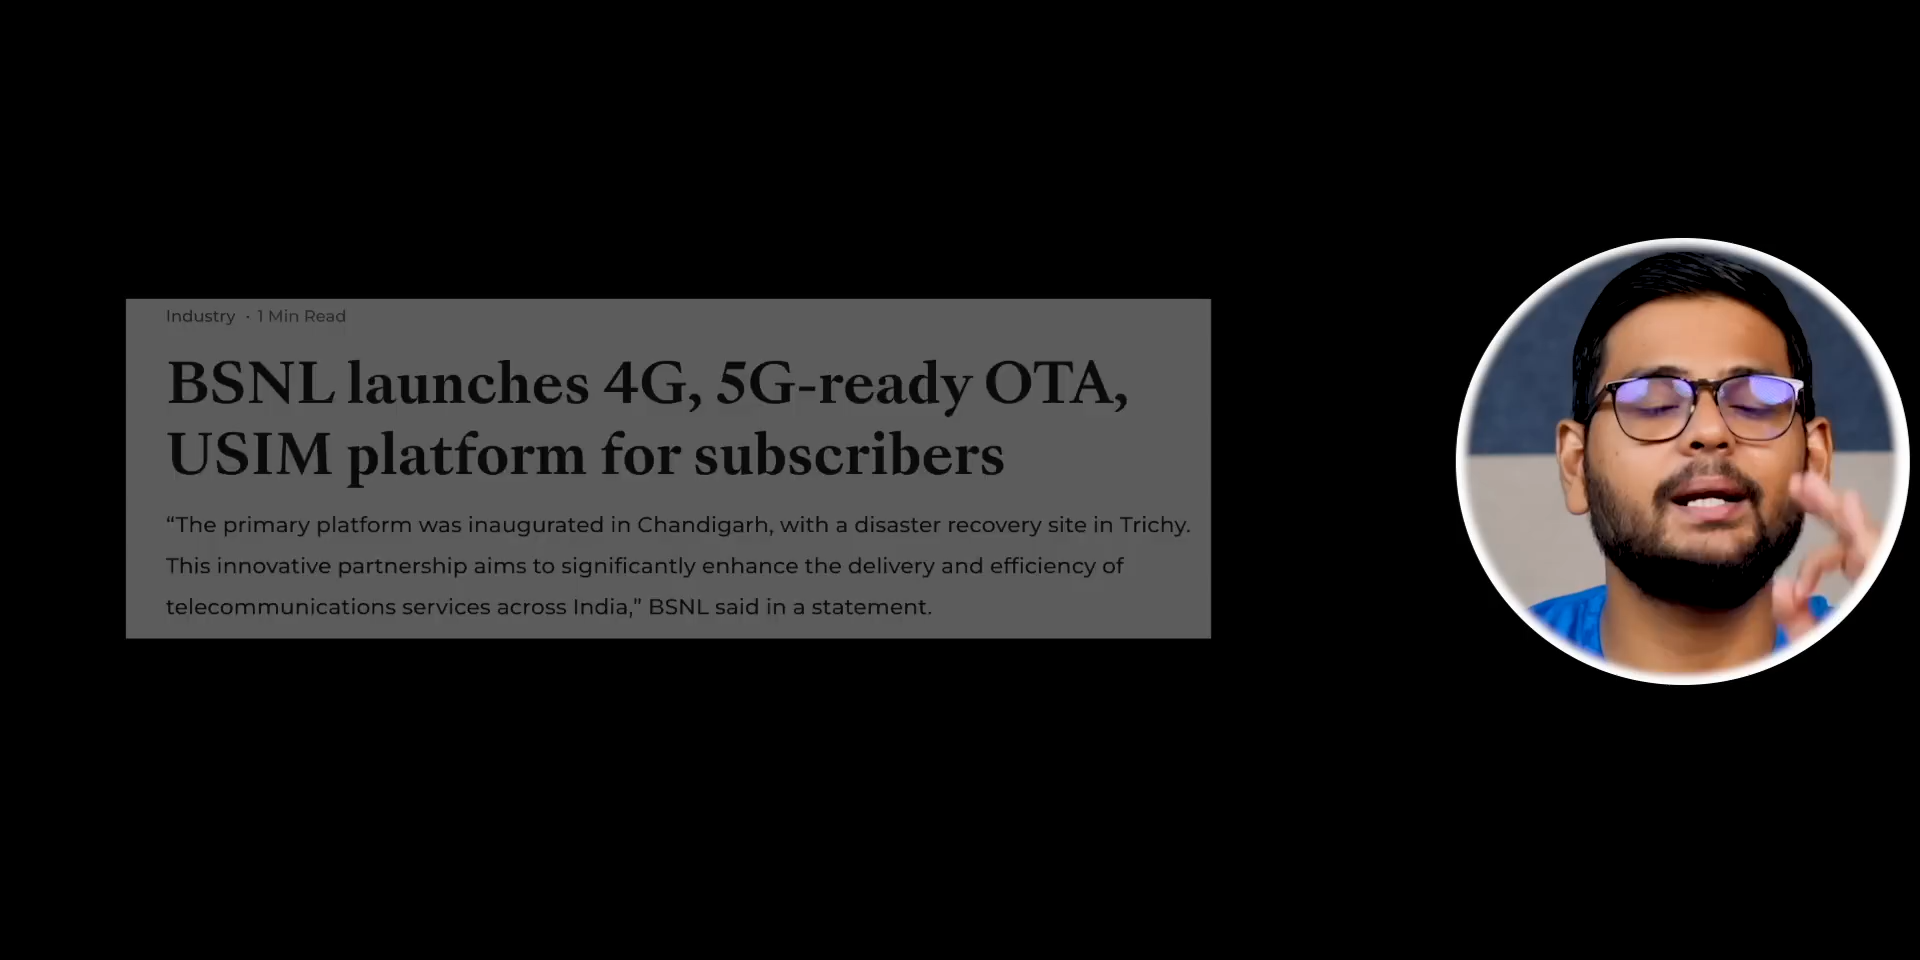 Industry · 1 Min Read
BSNL launches 4G, 5G-ready OTA,
USIM platform for subscribers
“The primary platform was inaugurated in Chandigarh, with a disaster recovery site in Trichy.
This innovative partnership aims to significantly enhance the delivery and efficiency of
telecommunications services across India,” BSNL said in a statement.